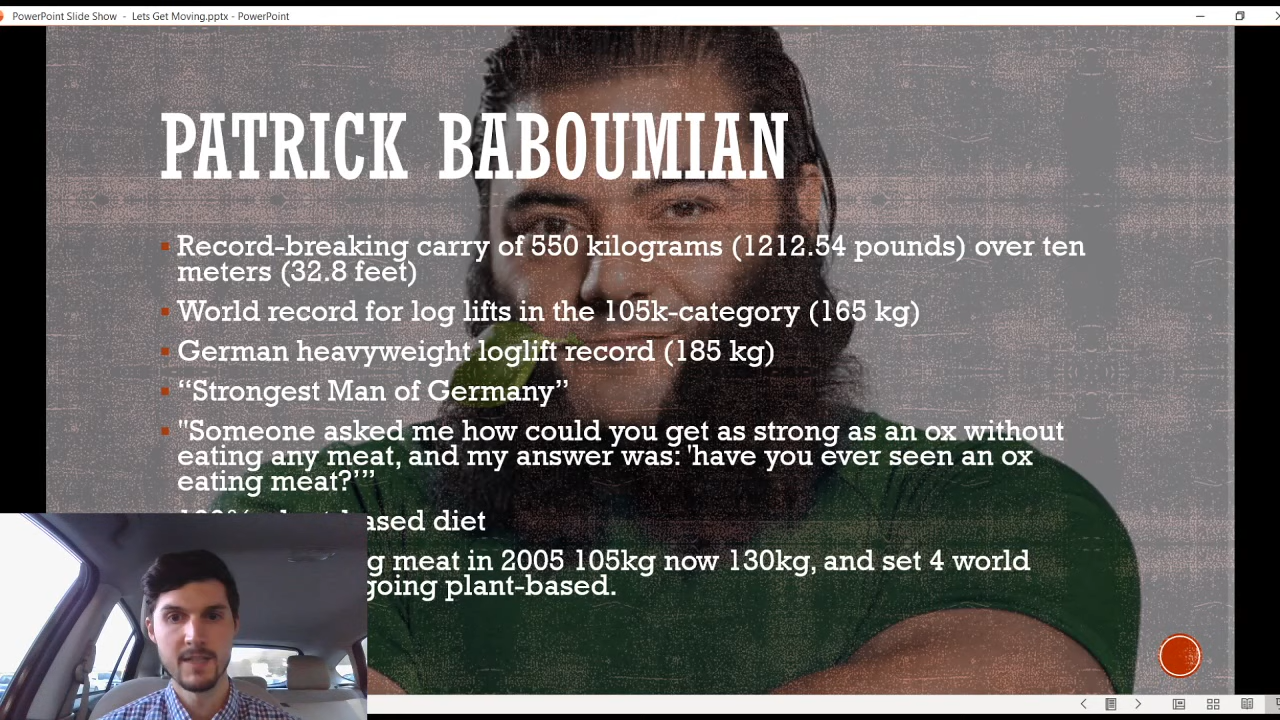 PowerPoint Slide Show - Lets Get Moving.pptx - PowerPoint
PATRICK BABOUMIAN
Record-breaking carry of 550 kilograms (1212.54 pounds) over ten
meters (32.8 feet)
World record for log lifts in the 105k-category (165 kg)
German heavyweight loglift record (185 kg)
“Strongest Man of Germany”
"Someone asked me how could you get as strong as an ox without
eating any meat, and my answer was: 'have you ever seen an ox
eating meat?’”
diet
meat in 2005 105kg now 130kg, and set 4 world
going plant-based.